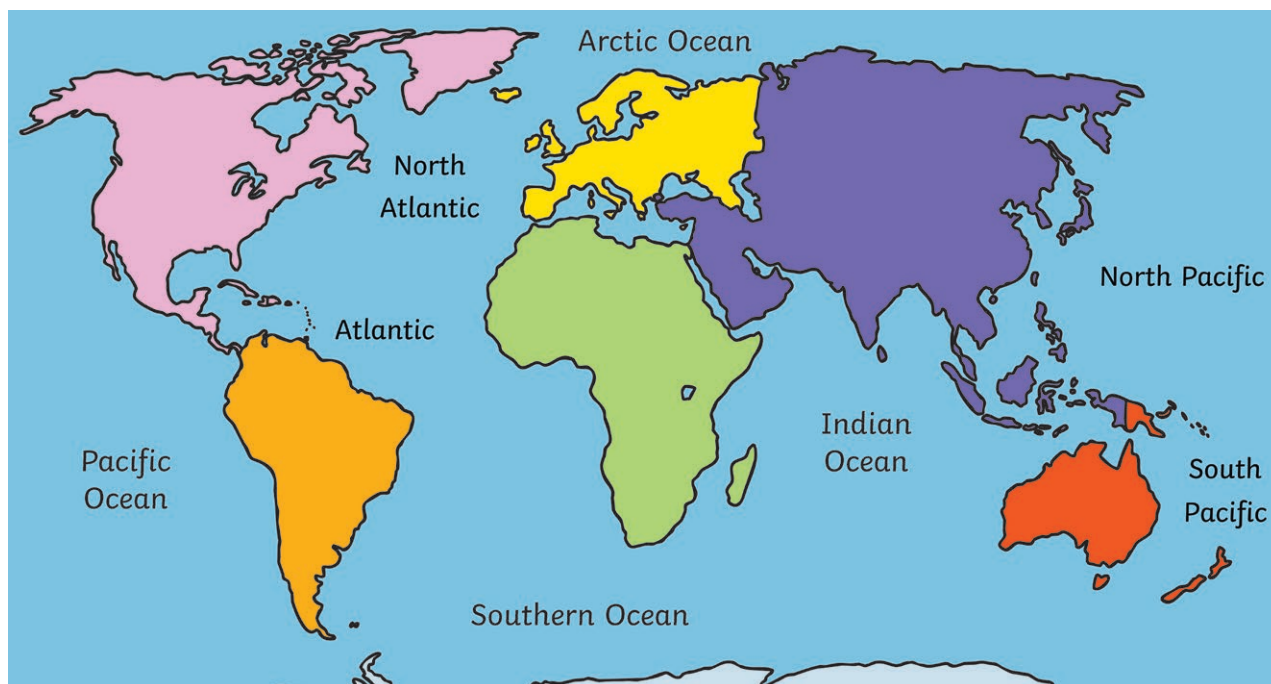 Arctic Ocean
North
Atlantic
North Pacific
Atlantic
Indian
Ocean
Pacific
Ocean
South
Pacific
Southern Ocean